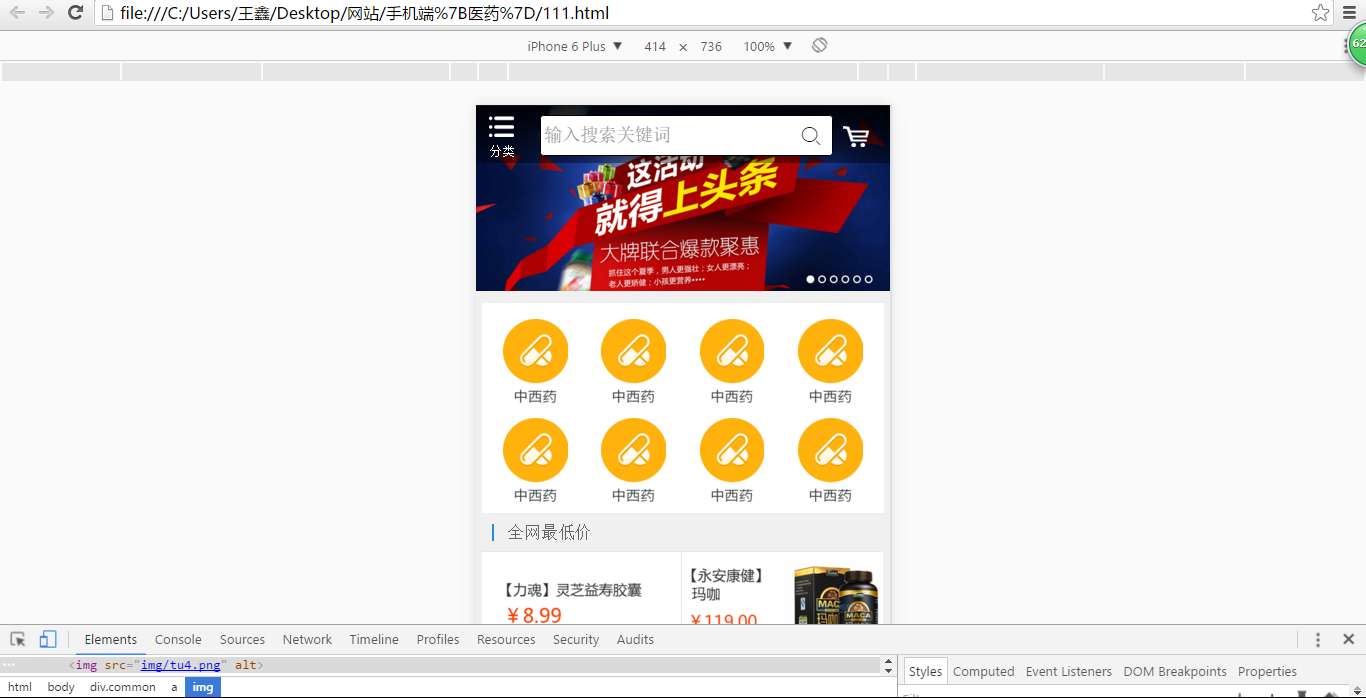 file:///C:/Users/王鑫/Desktop/网站/手机端%7B医药%7D/111.html
iPhone 6 Plus ▼ 414 × 736 100% ▼
62
分类
输入搜索关键词
这活动
就得上头条
大牌联合爆款聚惠
抓住这个夏季，男人更强壮；女人更漂亮；
老人更矫健；小孩更营养••••
中西药 中西药 中西药 中西药
中西药 中西药 中西药 中西药
全网最低价
【力魂】灵芝益寿胶囊
¥8.99
【永安康健】
玛咖
¥119.00
MACA
玛咖
MACA
Elements Console Sources Network Timeline Profiles Resources Security Audits
<img src="img/tu4.png" alt>
html body div.common a img
Styles Computed Event Listeners DOM Breakpoints Properties